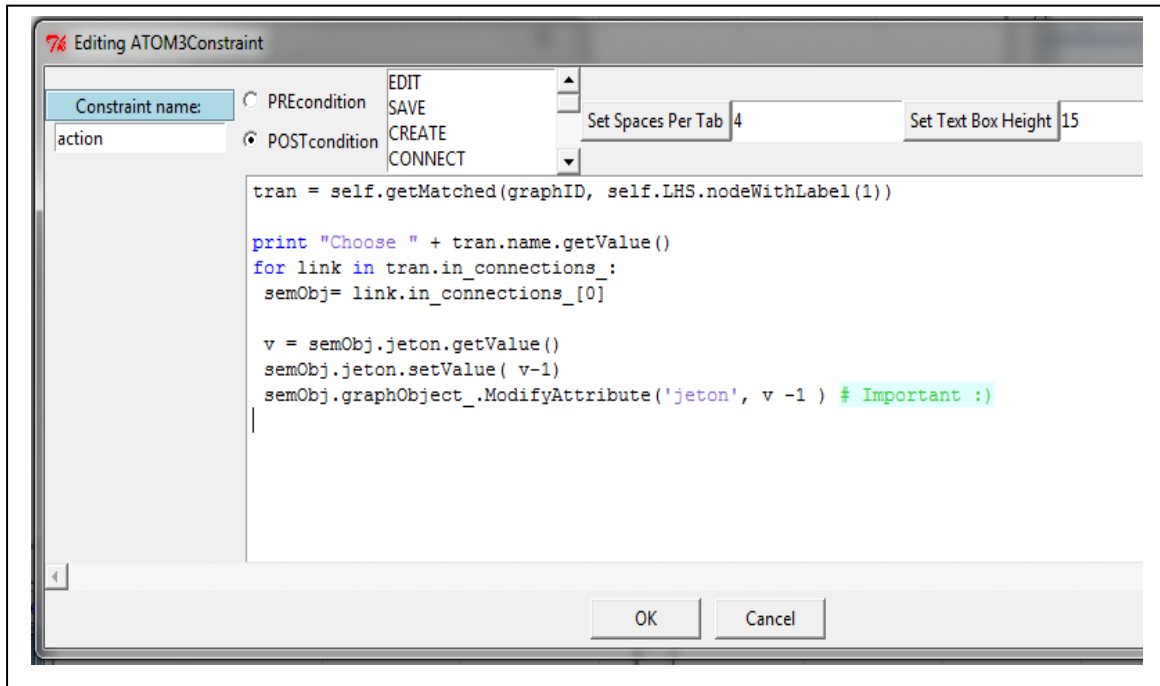 Editing ATOM3Constraint
Constraint name:
action
PREcondition
POSTcondition
EDIT
SAVE
CREATE
CONNECT
Set Spaces Per Tab 4
Set Text Box Height 15
tran = self.getMatched(graphID, self.LHS.nodeWithLabel(1))
print "Choose " + tran.name.getValue()
for link in tran.in_connections_:
semObj= link.in_connections_[0]
v = semObj.jeton.getValue()
semObj.jeton.setValue( v-1)
semObj.graphObject_.ModifyAttribute('jeton', v -1 ) # Important :)
OK
Cancel